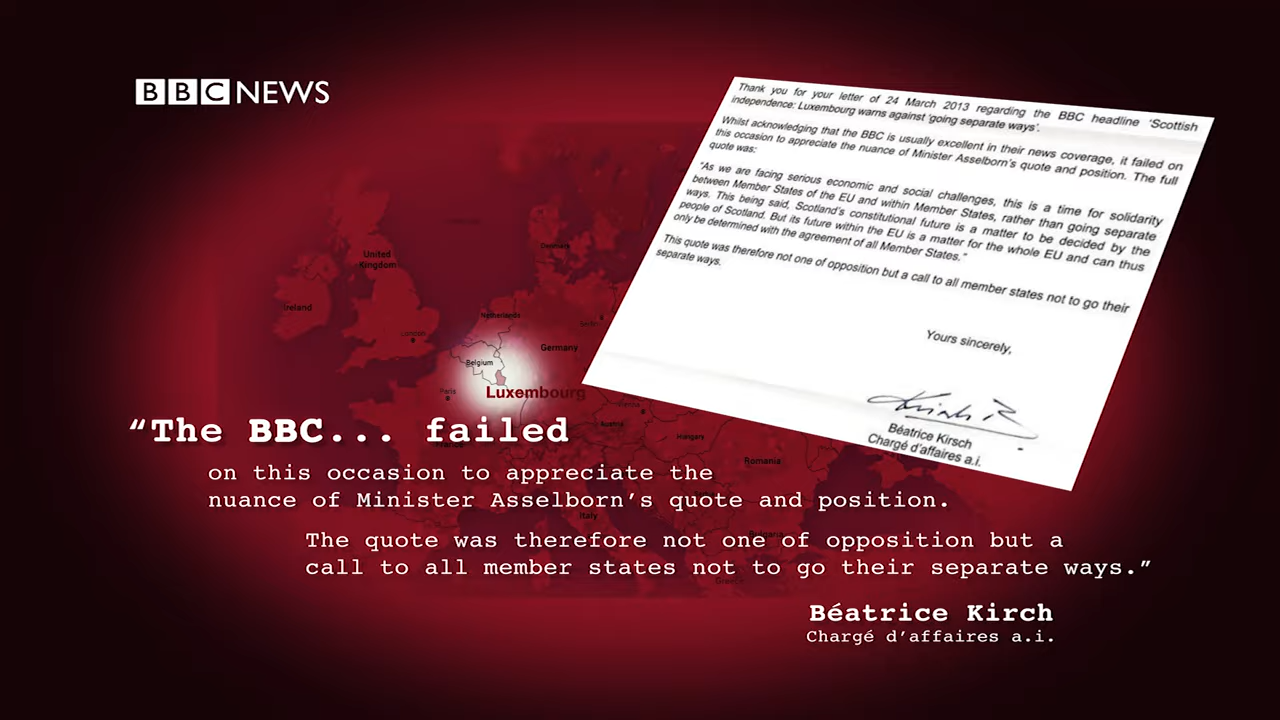 BBC NEWS
Thank you for your letter of 24 March 2013 regarding the BBC headline 'Scottish
independence: Luxembourg warns against 'going separate ways'.
Whilst acknowledging that the BBC is usually excellent in their news coverage, it failed on
this occasion to appreciate the nuance of Minister Asselborn's quote and position. The full
quote was:
"As we are facing serious economic and social challenges, this is a time for solidarity
between Member States of the EU and within Member States, rather than going separate
ways. This being said, Scotland's constitutional future is a matter to be decided by the
people of Scotland. But its future within the EU is a matter for the whole EU and can thus
only be determined with the agreement of all Member States."
This quote was therefore not one of opposition but a call to all member states not to go their
separate ways.
Yours sincerely,
Béatrice Kirsch
Chargé d'affaires a.i.
Denmark
United
Kingdom
Ireland
Netherlands
Berlin
London
Germany
Belgium
Paris
Luxembourg
Vienna
Austria
Hungary
France
Romania
Italy
Bulgaria
Greece
“The BBC... failed
on this occasion to appreciate the
nuance of Minister Asselborn’s quote and position.
The quote was therefore not one of opposition but a
call to all member states not to go their separate ways.”
Béatrice Kirch
Chargé d’affaires a.i.